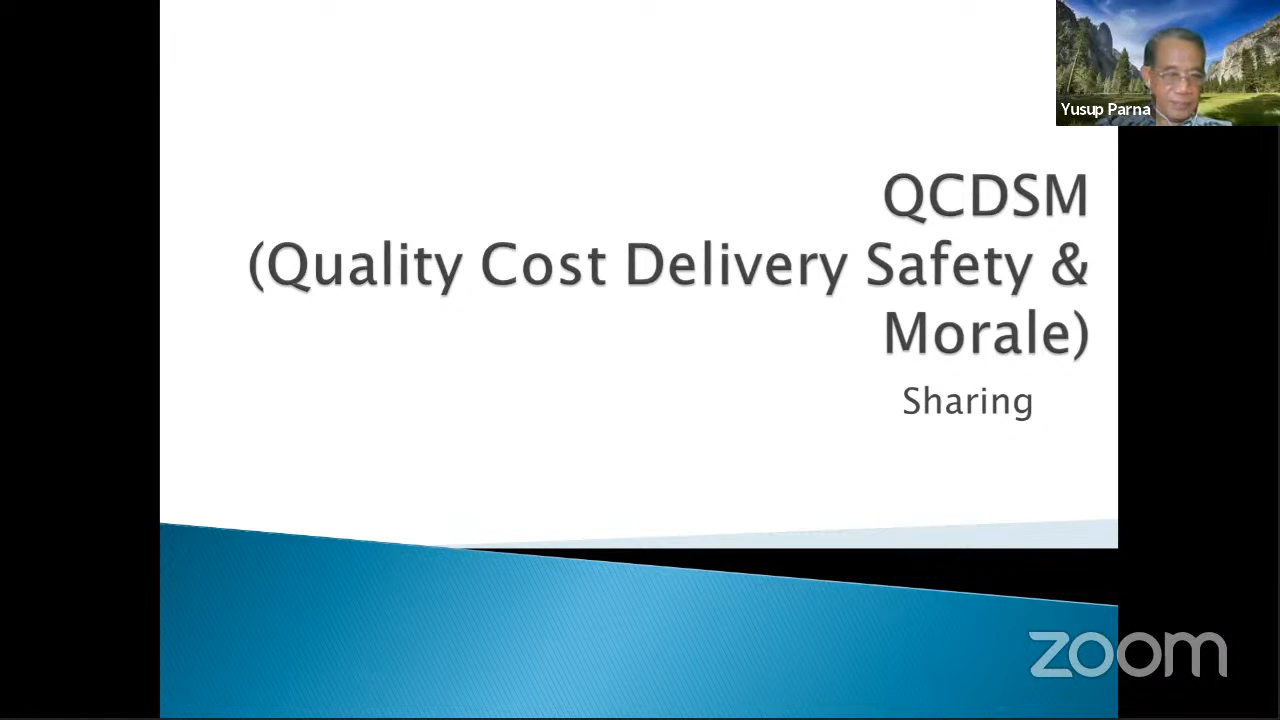 Yusup Parna
QCDSM
(Quality Cost Delivery Safety &
Morale)
Sharing
zoom